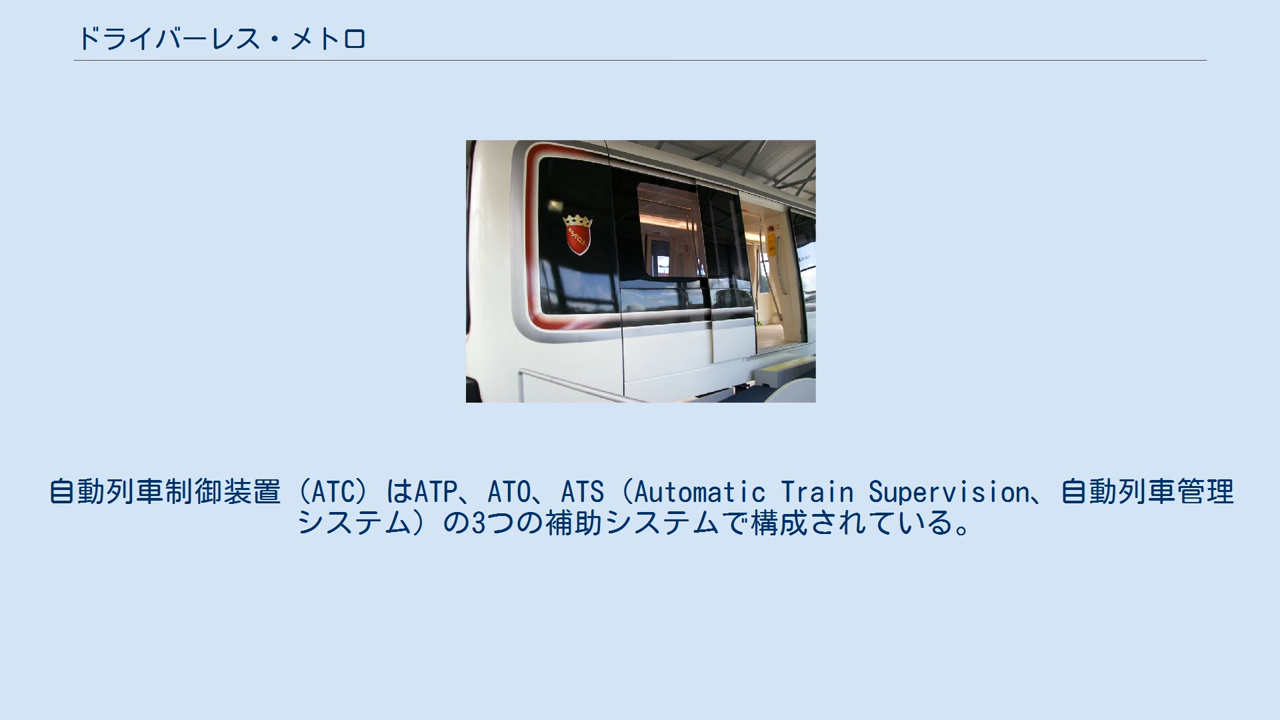 ドライバーレス・メトロ
自動列車制御装置（ATC）はATP、ATO、ATS（Automatic Train Supervision、自動列車管理
システム）の3つの補助システムで構成されている。